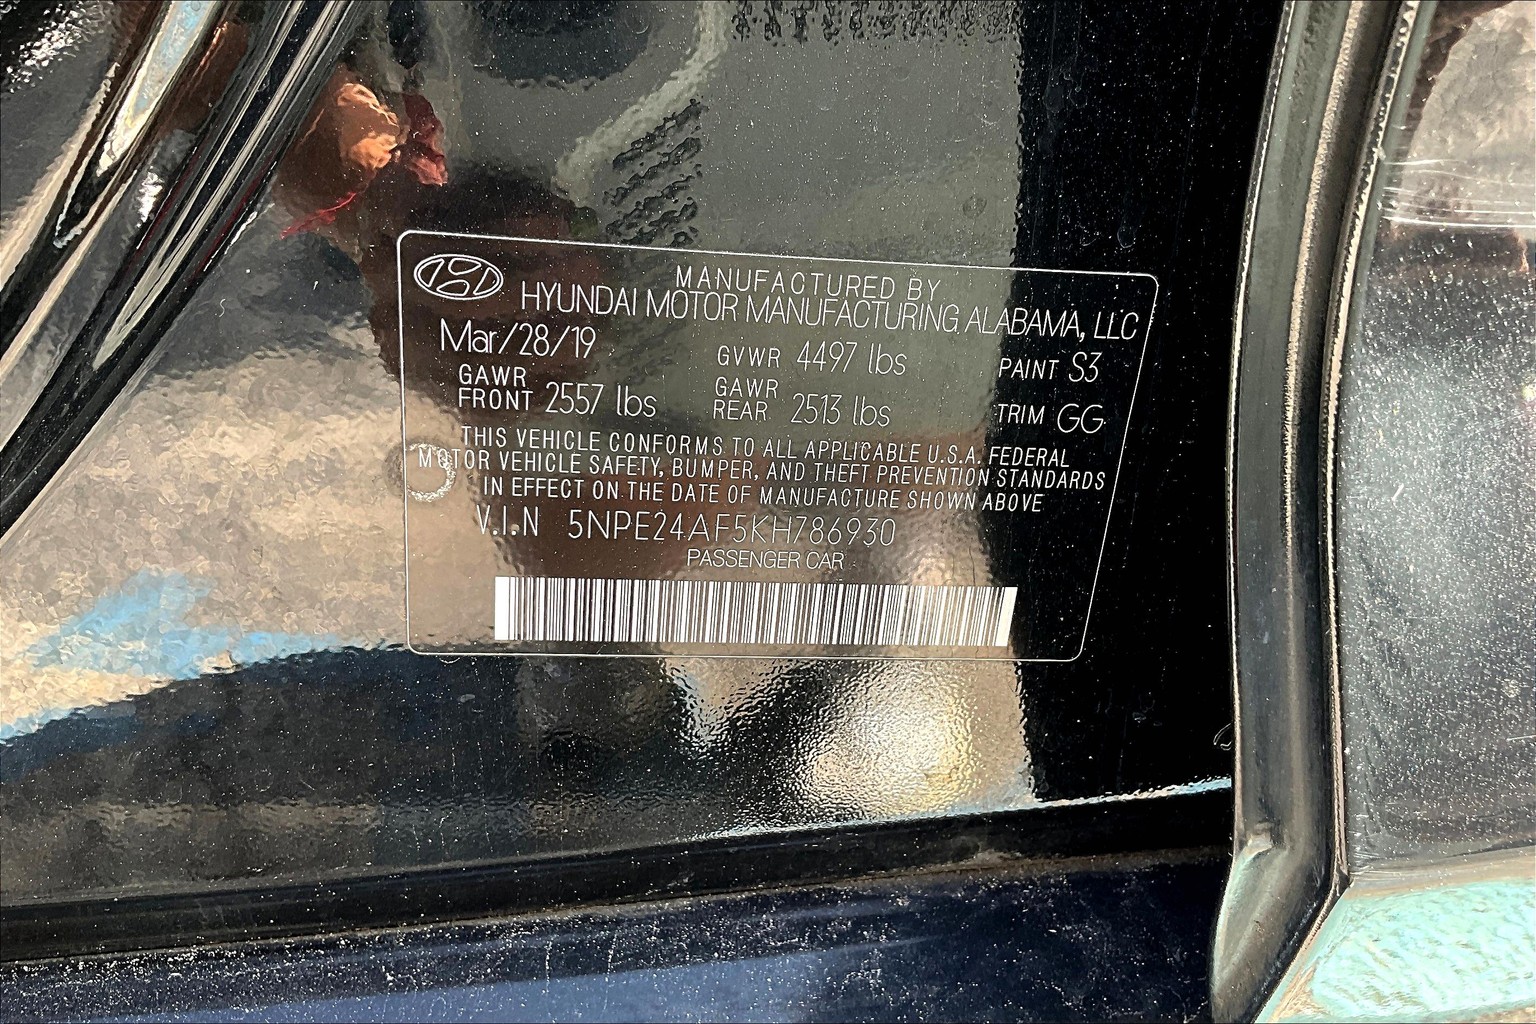 MANUFACTURED BY
HYUNDAI MOTOR MANUFACTURING ALABAMA, LLC
Mar/28/19 GVWR 4497 lbs PAINT S3
GAWR FRONT 2557 lbs GAWR REAR 2513 lbs TRIM GG
THIS VEHICLE CONFORMS TO ALL APPLICABLE U.S.A. FEDERAL
MOTOR VEHICLE SAFETY, BUMPER, AND THEFT PREVENTION STANDARDS
IN EFFECT ON THE DATE OF MANUFACTURE SHOWN ABOVE
V.I.N 5NPE24AF5KH786930
PASSENGER CAR